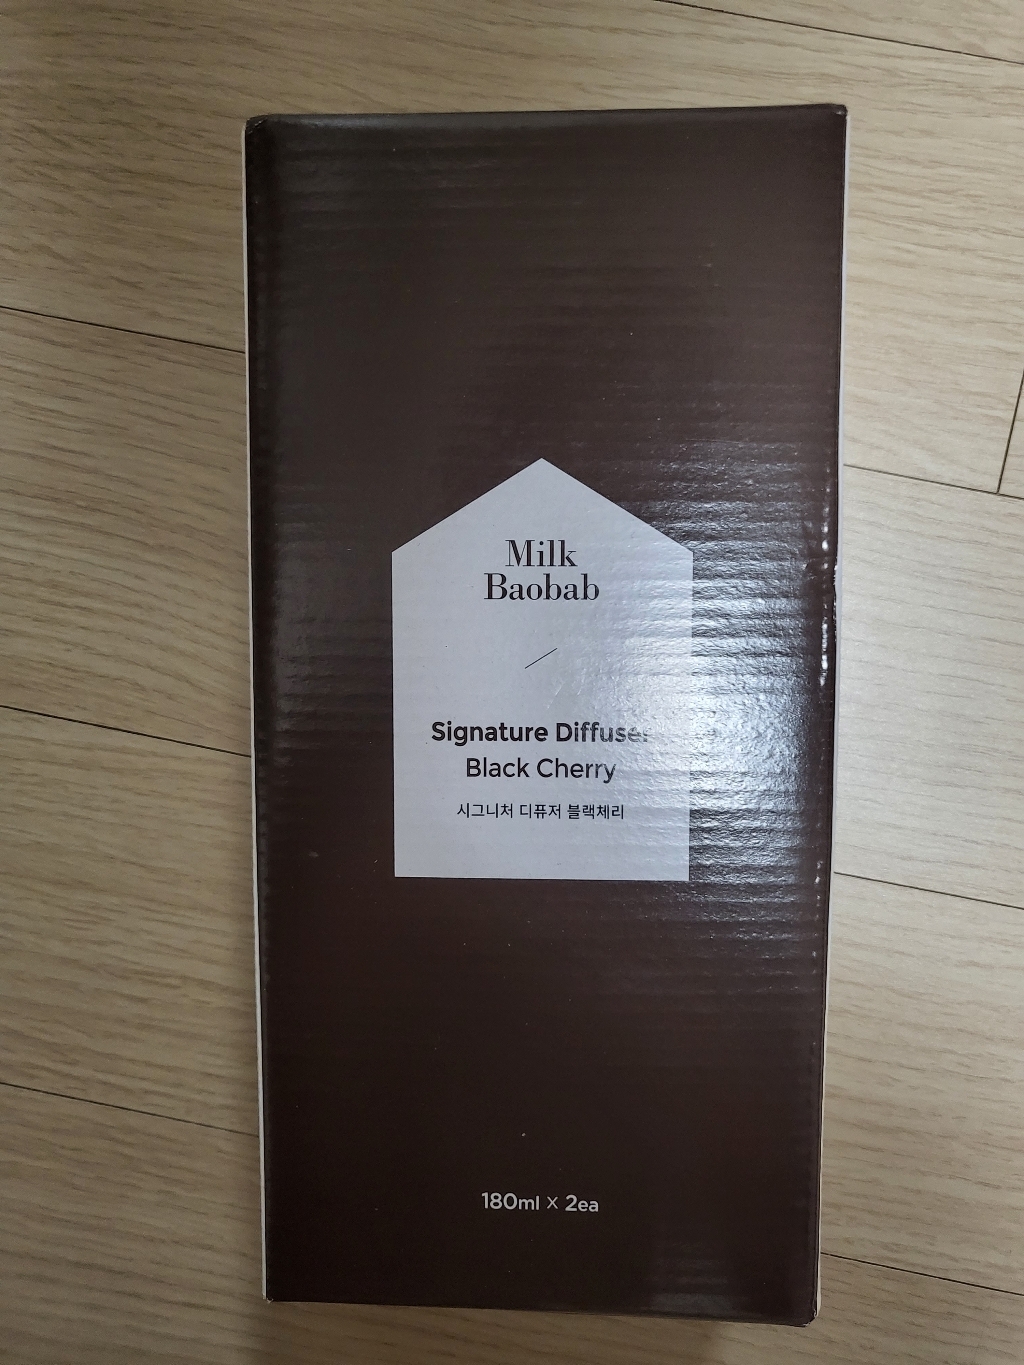 Milk
Baobab
Signature Diffuser
Black Cherry
시그니처 디퓨저 블랙체리
180ml X 2ea